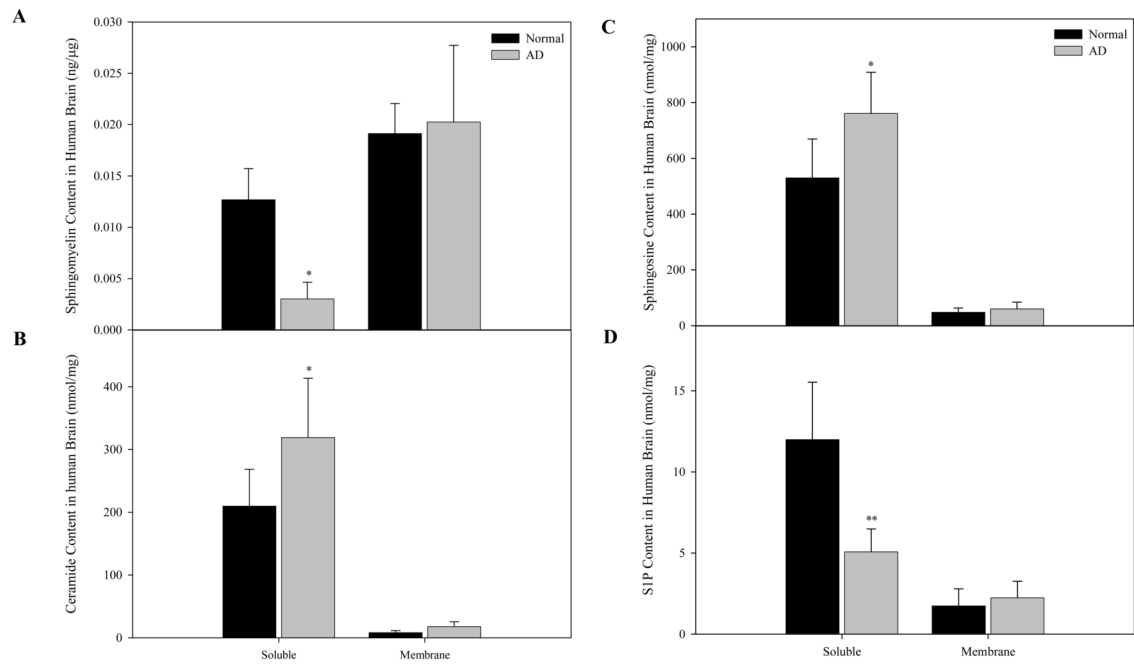 A
Sphingomyelin Content in Human Brain (ng/µg)
0.030
0.025
0.020
0.015
0.010
0.005
0.000
Normal
AD
*
B
Ceramide Content in human Brain (nmol/mg)
400
300
200
100
0
*
Soluble
Membrane
C
Sphingosine Content in Human Brain (nmol/mg)
1000
800
600
400
200
0
Normal
AD
*
D
S1P Content in Human Brain (nmol/mg)
15
10
5
0
**
Soluble
Membrane